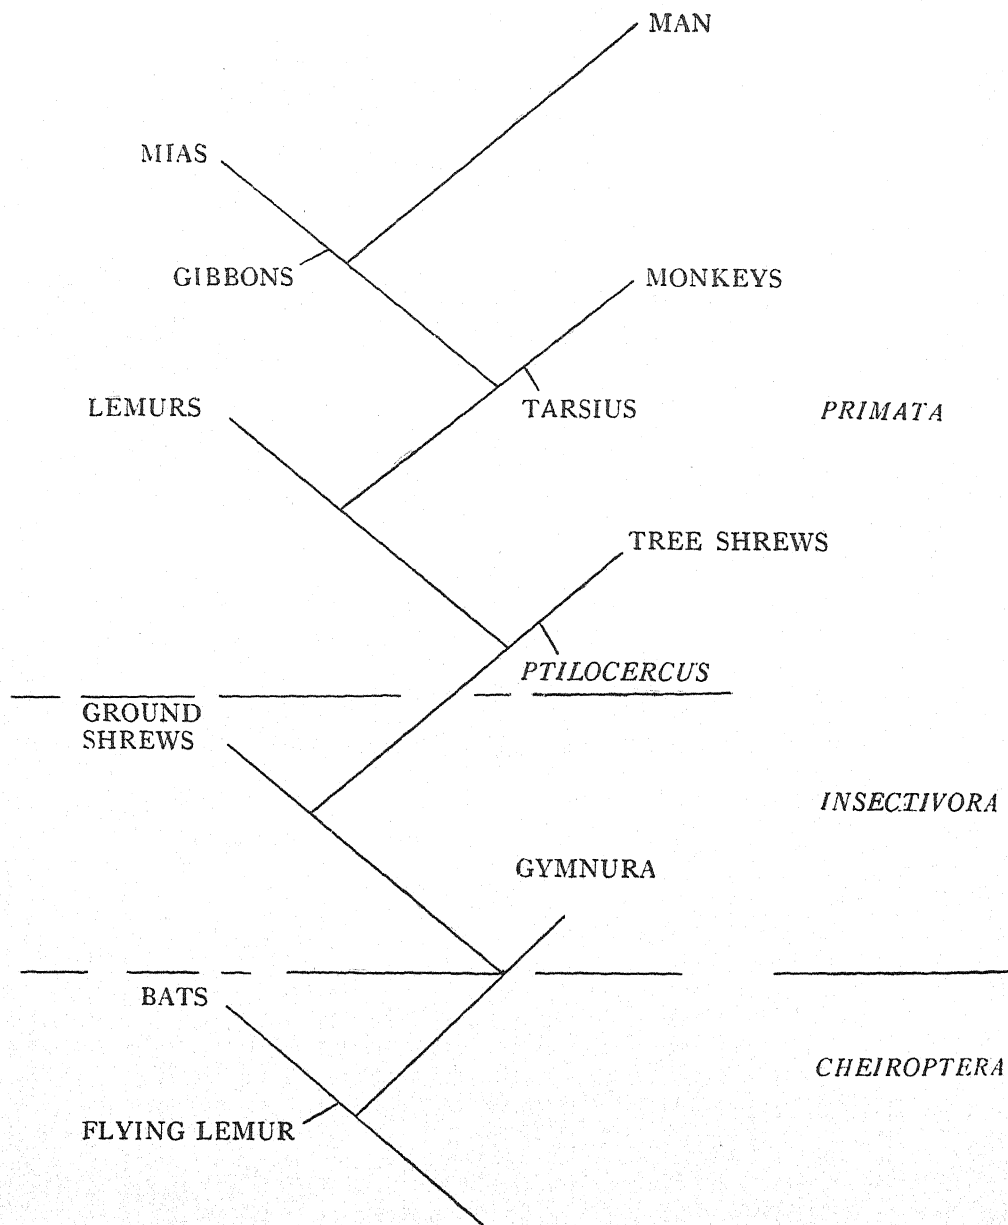 MAN
MIAS
GIBBONS
MONKEYS
LEMURS
TARSIUS
PRIMATA
TREE SHREWS
PTILOCERCUS
GROUND
SHREWS
INSECTIVORA
GYMNURA
BATS
CHEIROPTERA
FLYING LEMUR